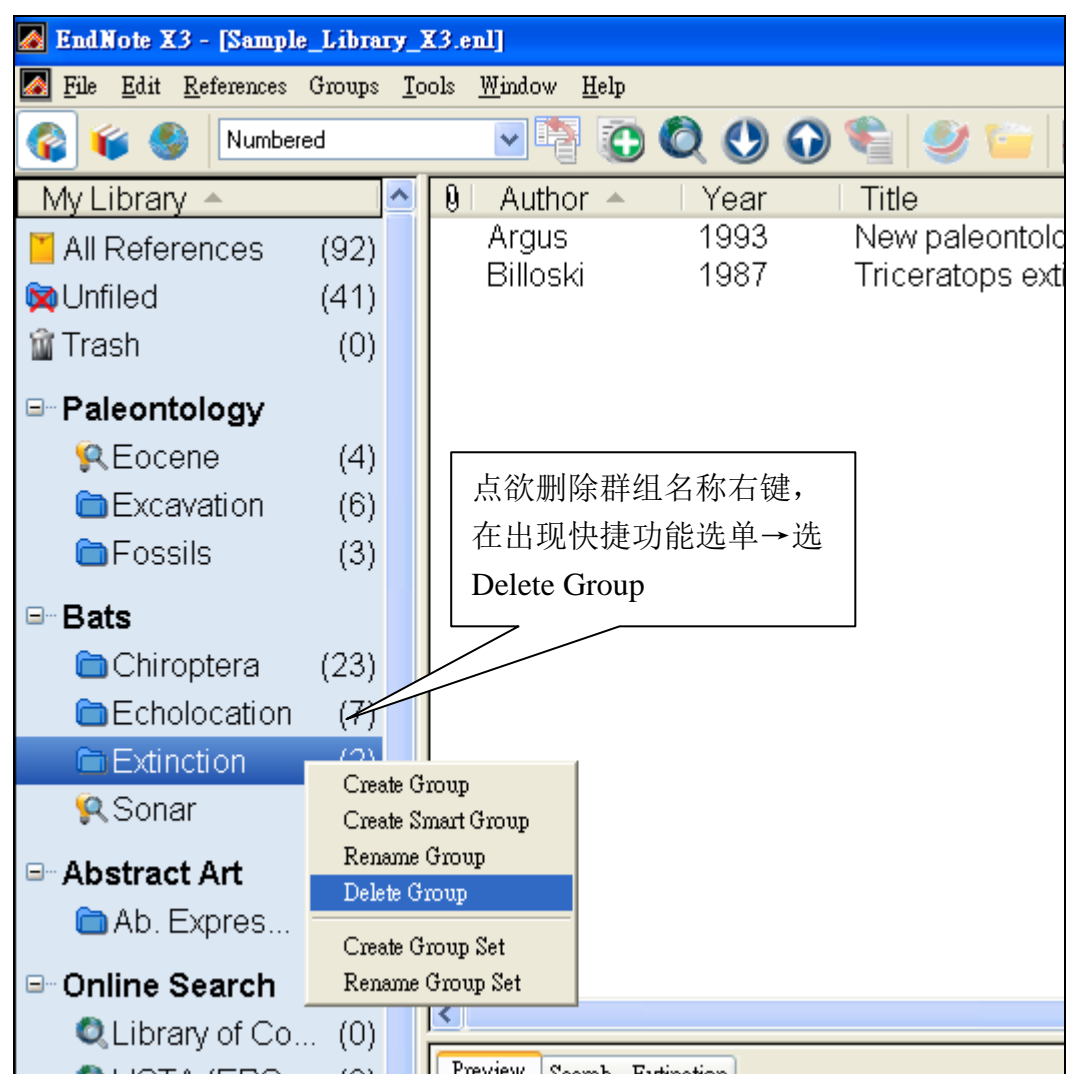 EndNote X3 - [Sample_Library_X3.enl]
File Edit References Groups Tools Window Help
Numbered
My Library
All References (92)
Unfiled (41)
Trash (0)
Paleontology
Eocene (4)
Excavation (6)
Fossils (3)
Bats
Chiroptera (23)
Echolocation (7)
Extinction (2)
Sonar
Abstract Art
Ab. Expres...
Online Search
Library of Co... (0)
Author Year Title
Argus 1993 New paleontolo
Billoski 1987 Triceratops exti
点欲删除群组名称右键，
在出现快捷功能选单→选
Delete Group
Create Group
Create Smart Group
Rename Group
Delete Group
Create Group Set
Rename Group Set
Preview Search Extinction